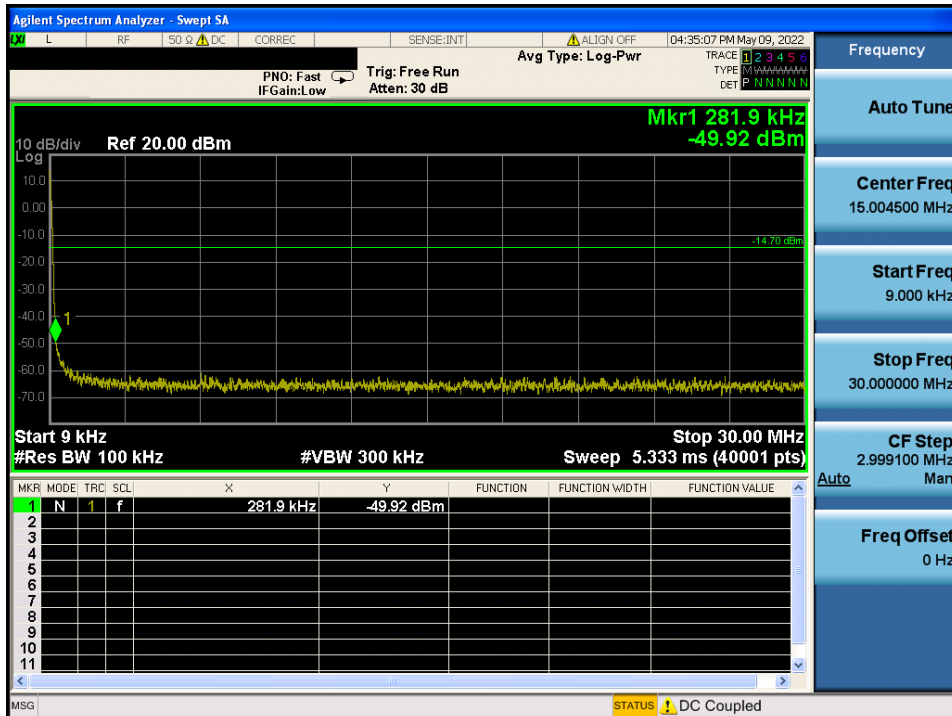 Agilent Spectrum Analyzer - Swept SA
LXI L RF 50 Ω DC CORREC SENSE:INT ALIGN OFF 04:35:07 PM May 09, 2022
Frequency
Avg Type: Log-Pwr
TRACE 1 2 3 4 5 6
PNO: Fast
IFGain:Low
Trig: Free Run
Atten: 30 dB
TYPE M
DET P N N N N N
Auto Tune
Mkr1 281.9 kHz
-49.92 dBm
10 dB/div
Log
Ref 20.00 dBm
10.0
0.00
-10.0
-20.0
-30.0
-40.0
-50.0
-60.0
-70.0
-14.70 dBm
1
Center Freq
15.004500 MHz
Start Freq
9.000 kHz
Stop Freq
30.000000 MHz
Start 9 kHz
Stop 30.00 MHz
#Res BW 100 kHz
#VBW 300 kHz
Sweep 5.333 ms (40001 pts)
CF Step
2.999100 MHz
Auto Man
MKR MODE TRC SCL X Y FUNCTION FUNCTION WIDTH FUNCTION VALUE
1 N 1 f 281.9 kHz -49.92 dBm
2
3
4
5
6
7
8
9
10
11
Freq Offset
0 Hz
MSG
STATUS
DC Coupled